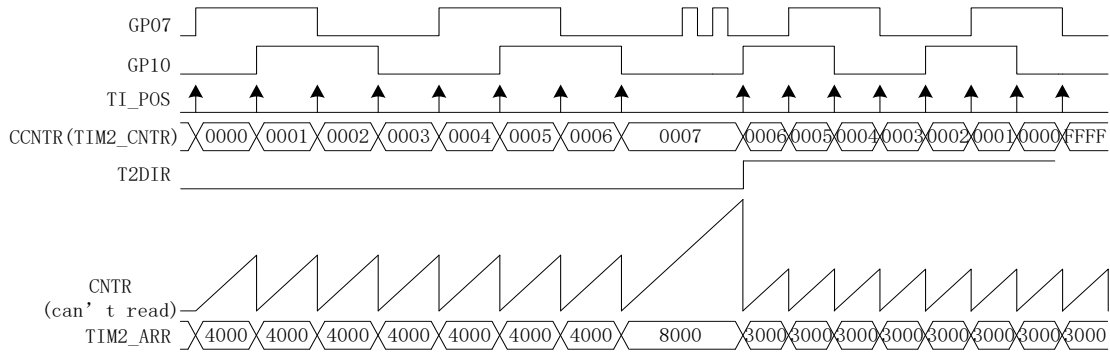 GP07
GP10
TI_POS
CCNTR(TIM2_CNTR) 0000 0001 0002 0003 0004 0005 0006 0007 0006 0005 0004 0003 0002 0001 0000 FFFF
T2DIR
CNTR
(can’t read)
TIM2_ARR 4000 4000 4000 4000 4000 4000 4000 8000 3000 3000 3000 3000 3000 3000 3000 3000